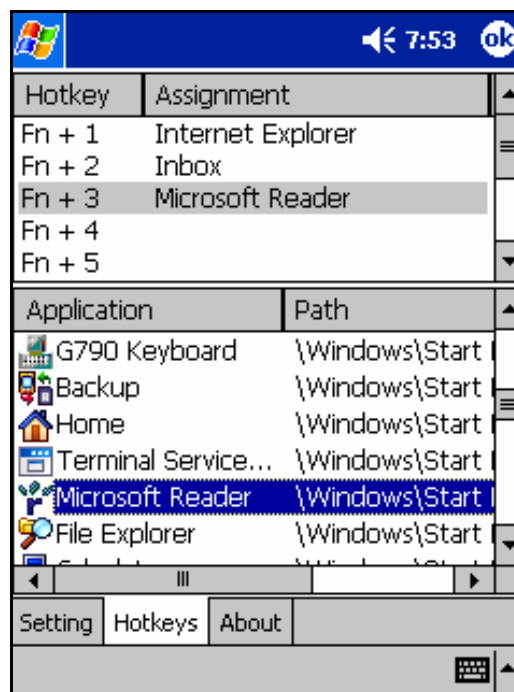 7:53 ok
Hotkey Assignment
Fn + 1 Internet Explorer
Fn + 2 Inbox
Fn + 3 Microsoft Reader
Fn + 4
Fn + 5
Application Path
G790 Keyboard \Windows\Start
Backup \Windows\Start
Home \Windows\Start
Terminal Service... \Windows\Start
Microsoft Reader \Windows\Start
File Explorer \Windows\Start
Setting Hotkeys About